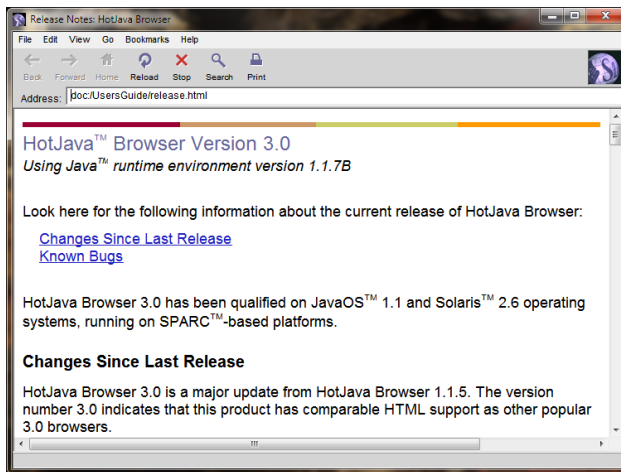 Release Notes: HotJava Browser
File Edit View Go Bookmarks Help
Back Forward Home Reload Stop Search Print
Address: doc:/UsersGuide/release.html
HotJava™ Browser Version 3.0
Using Java™ runtime environment version 1.1.7B
Look here for the following information about the current release of HotJava Browser:
Changes Since Last Release
Known Bugs
HotJava Browser 3.0 has been qualified on JavaOS™ 1.1 and Solaris™ 2.6 operating
systems, running on SPARC™-based platforms.
Changes Since Last Release
HotJava Browser 3.0 is a major update from HotJava Browser 1.1.5. The version
number 3.0 indicates that this product has comparable HTML support as other popular
3.0 browsers.